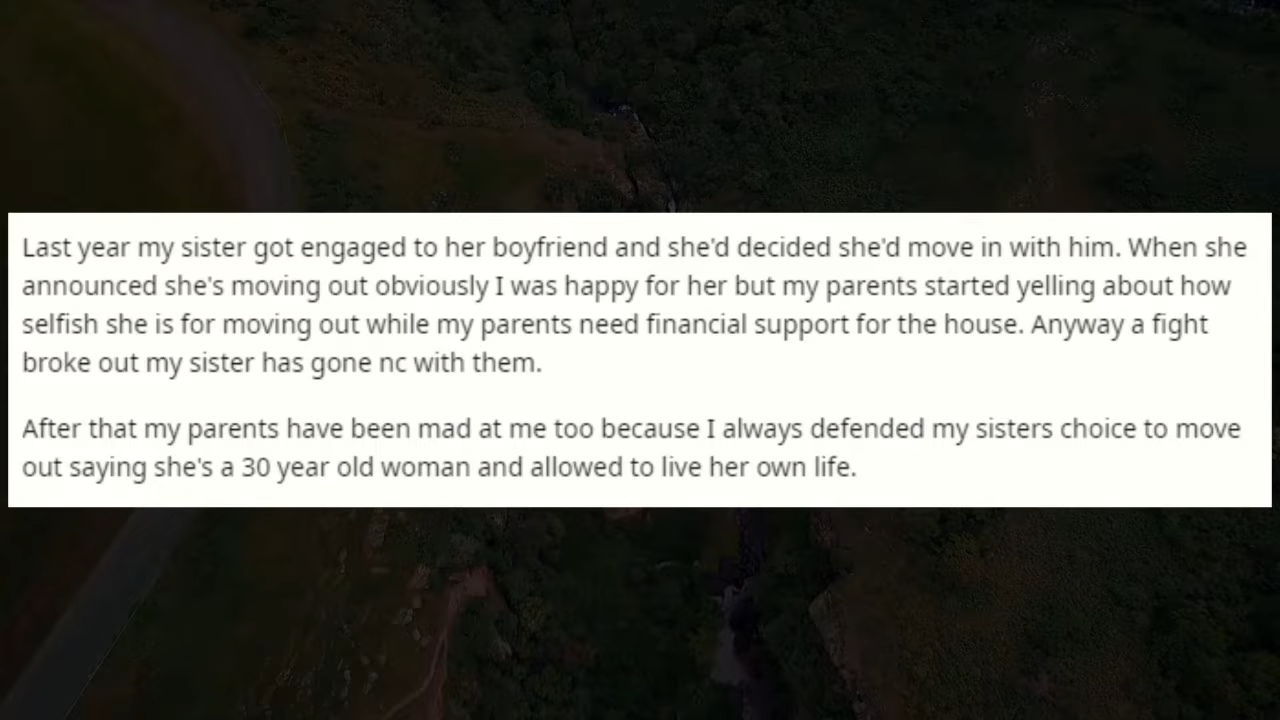 Last year my sister got engaged to her boyfriend and she'd decided she'd move in with him. When she
announced she's moving out obviously I was happy for her but my parents started yelling about how
selfish she is for moving out while my parents need financial support for the house. Anyway a fight
broke out my sister has gone nc with them.
After that my parents have been mad at me too because I always defended my sisters choice to move
out saying she's a 30 year old woman and allowed to live her own life.